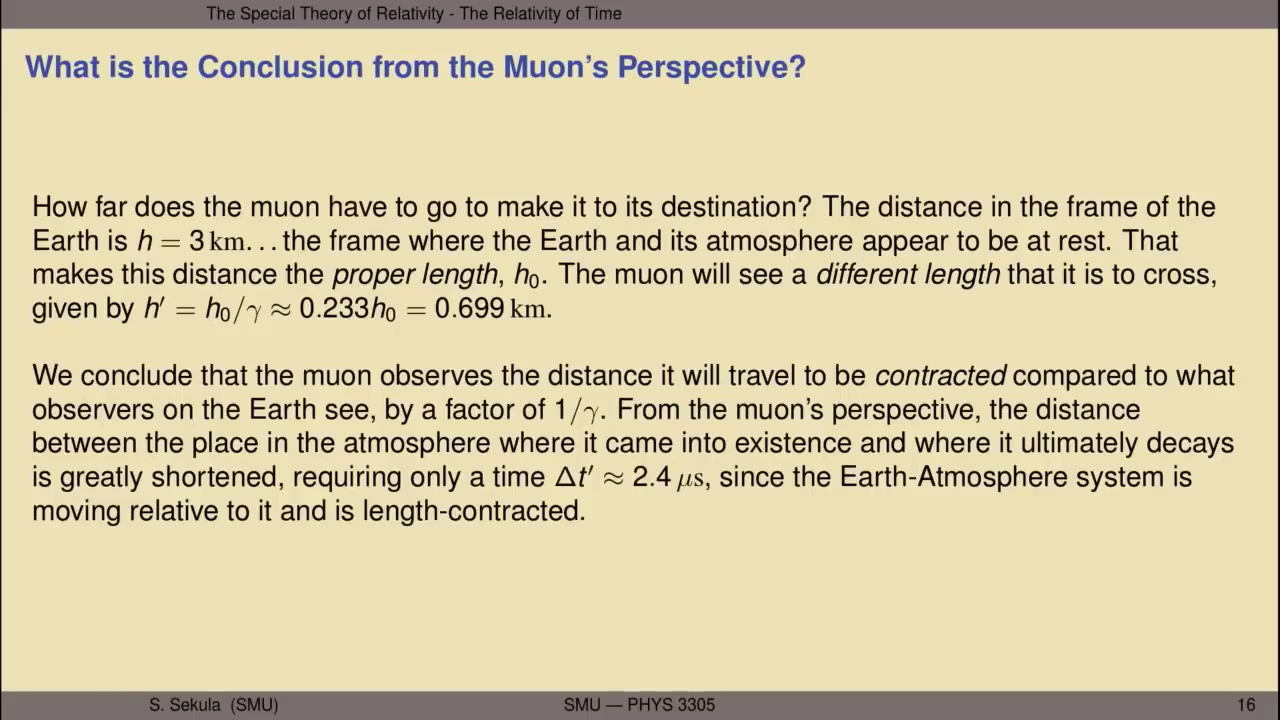 The Special Theory of Relativity - The Relativity of Time
What is the Conclusion from the Muon's Perspective?
How far does the muon have to go to make it to its destination? The distance in the frame of the
Earth is h = 3 km. . . the frame where the Earth and its atmosphere appear to be at rest. That
makes this distance the proper length, h₀. The muon will see a different length that it is to cross,
given by h′ = h₀/γ ≈ 0.233h₀ = 0.699 km.
We conclude that the muon observes the distance it will travel to be contracted compared to what
observers on the Earth see, by a factor of 1/γ. From the muon's perspective, the distance
between the place in the atmosphere where it came into existence and where it ultimately decays
is greatly shortened, requiring only a time Δt′ ≈ 2.4 μs, since the Earth-Atmosphere system is
moving relative to it and is length-contracted.
S. Sekula (SMU) SMU — PHYS 3305 16